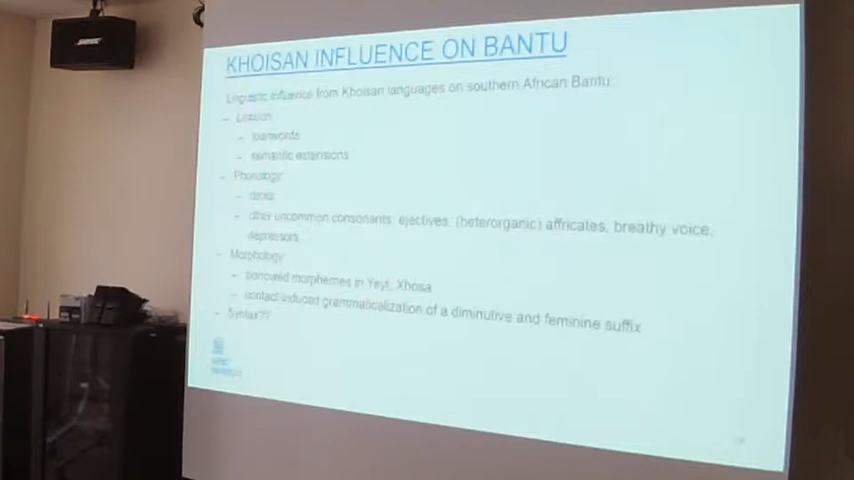 BOSE
KHOISAN INFLUENCE ON BANTU
Linguistic influence from Khoisan languages on southern African Bantu:
– Lexicon
– loanwords
– semantic extensions
– Phonology
– clicks
– other uncommon consonants: ejectives, (heterorganic) affricates, breathy voice,
depressors
– Morphology
– borrowed morphemes in Yeyi, Xhosa
– contact-induced grammaticalization of a diminutive and feminine suffix
– Syntax??